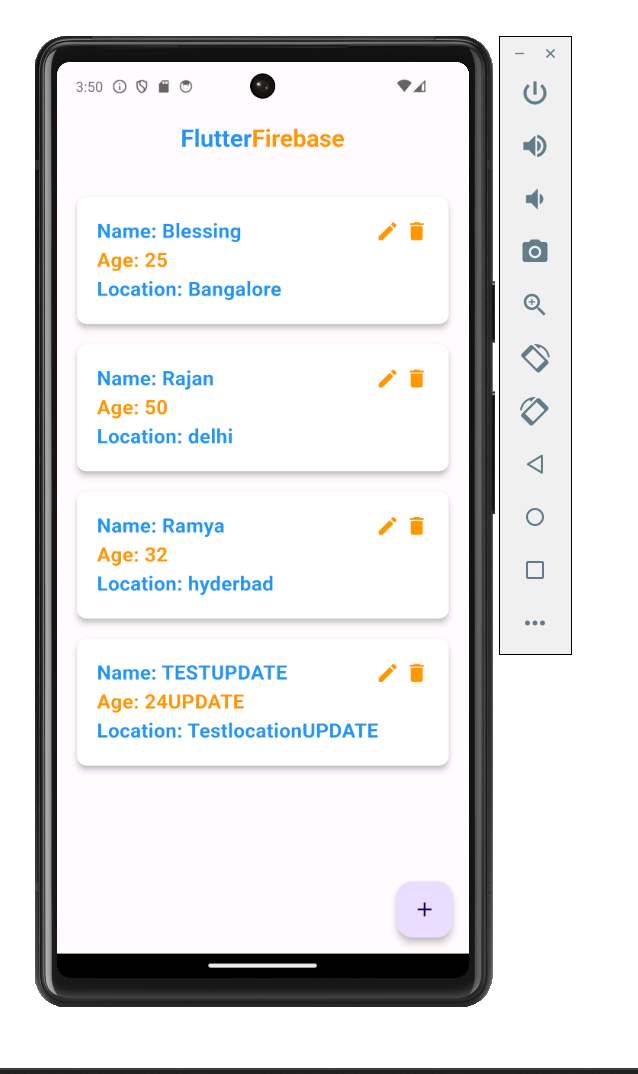 3:50
FlutterFirebase
Name: Blessing
Age: 25
Location: Bangalore
Name: Rajan
Age: 50
Location: delhi
Name: Ramya
Age: 32
Location: hyderbad
Name: TESTUPDATE
Age: 24UPDATE
Location: TestlocationUPDATE